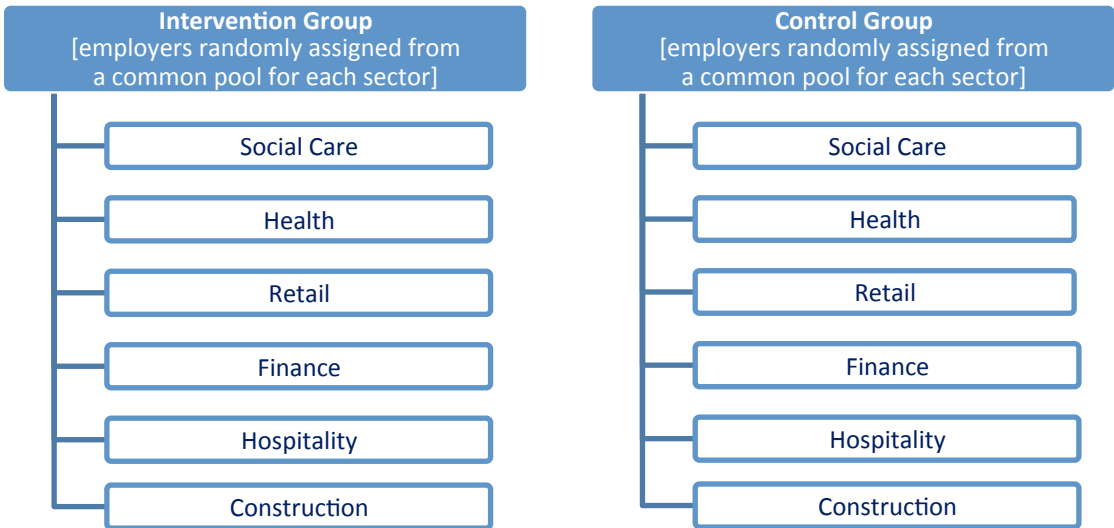 Intervention Group
[employers randomly assigned from
a common pool for each sector]
Social Care
Health
Retail
Finance
Hospitality
Construction
Control Group
[employers randomly assigned from
a common pool for each sector]
Social Care
Health
Retail
Finance
Hospitality
Construction